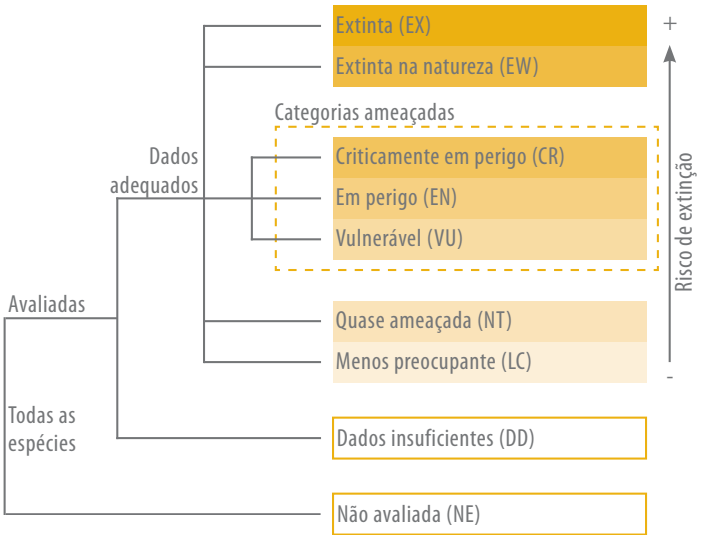 Extinta (EX)
+
Extinta na natureza (EW)
Categorias ameaçadas
Dados
adequados
Criticamente em perigo (CR)
Em perigo (EN)
Vulnerável (VU)
Risco de extinção
Avaliadas
Quase ameaçada (NT)
Menos preocupante (LC)
-
Todas as
espécies
Dados insuficientes (DD)
Não avaliada (NE)